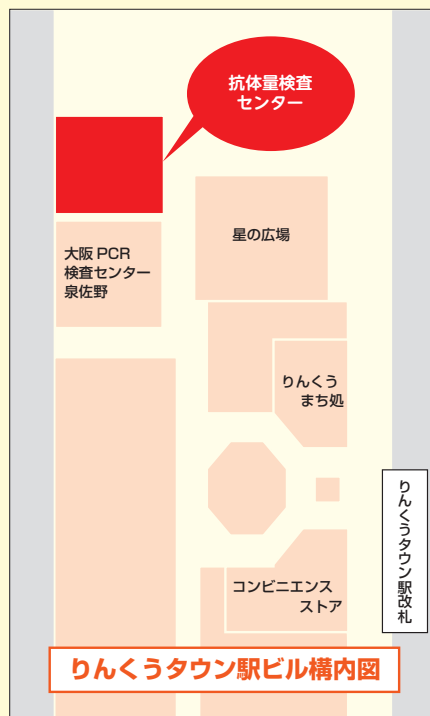 抗体量検査
センター
大阪 PCR
検査センター
泉佐野
星の広場
りんくう
まち処
りんくうタウン駅改札
コンビニエンス
ストア
りんくうタウン駅ビル構内図